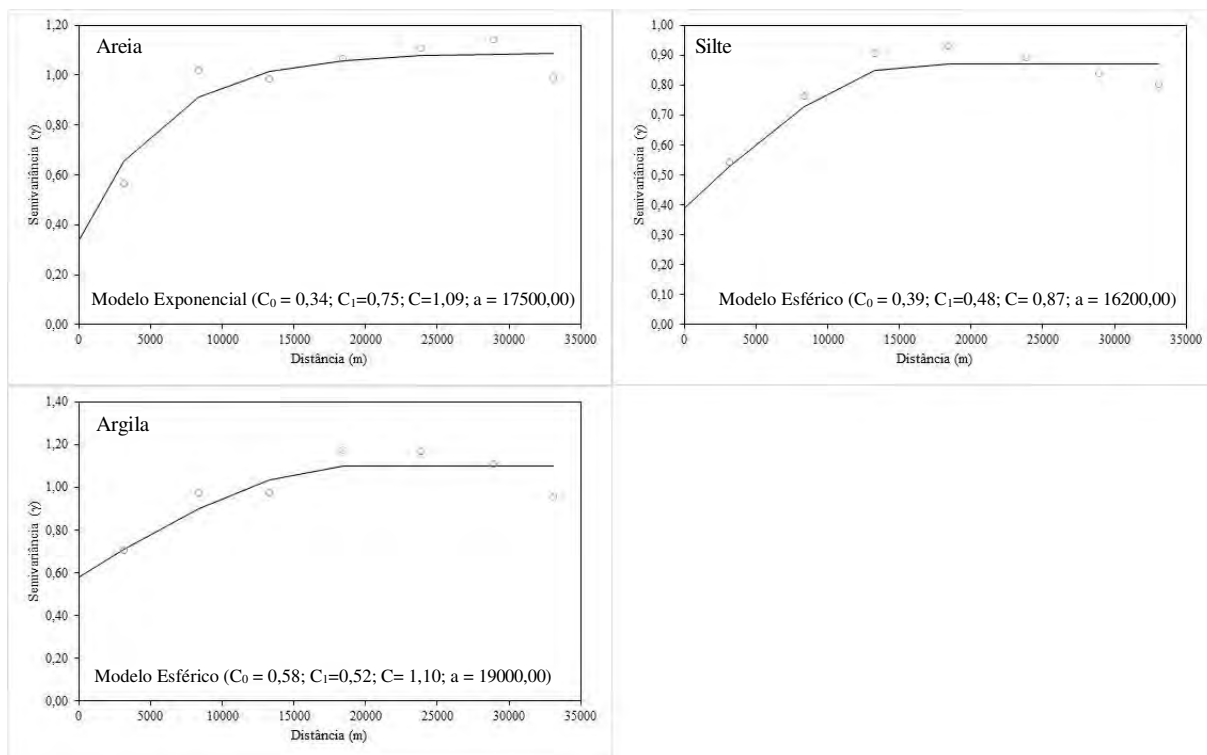 Areia
Semivariância (γ)
1,20
1,00
0,80
0,60
0,40
0,20
0,00
Modelo Exponencial (C₀ = 0,34; C₁=0,75; C=1,09; a = 17500,00)
0 5000 10000 15000 20000 25000 30000 35000
Distância (m)
Silte
Semivariância (γ)
1,00
0,90
0,80
0,70
0,60
0,50
0,40
0,30
0,20
0,10
0,00
Modelo Esférico (C₀ = 0,39; C₁=0,48; C= 0,87; a = 16200,00)
0 5000 10000 15000 20000 25000 30000 35000
Distância (m)
Argila
Semivariância (γ)
1,40
1,20
1,00
0,80
0,60
0,40
0,20
0,00
Modelo Esférico (C₀ = 0,58; C₁=0,52; C= 1,10; a = 19000,00)
0 5000 10000 15000 20000 25000 30000 35000
Distância (m)